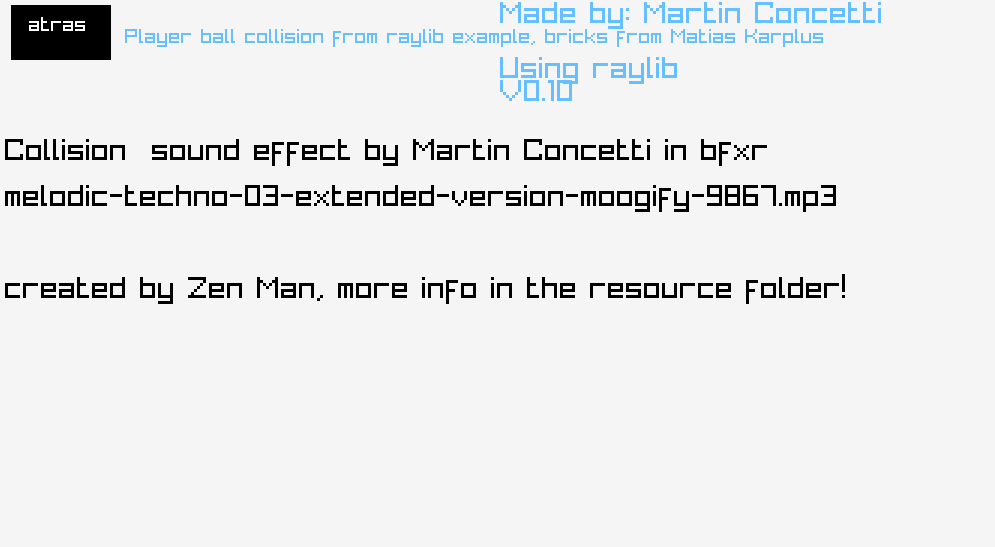 Made by: Martin Concetti
atras
Player ball collision from raylib example, bricks from Matias Karplus
Using raylib
V0.10
Collision  sound effect by Martin Concetti in bfxr
melodic-techno-03-extended-version-moogify-9867.mp3
created by Zen Man, more info in the resource folder!